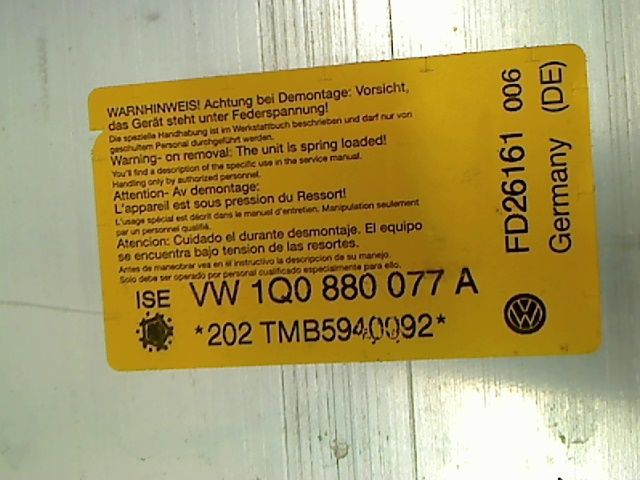 WARNHINWEIS! Achtung bei Demontage: Vorsicht,
das Gerät steht unter Federspannung!
Die spezielle Handhabung ist im Werkstattbuch beschrieben und darf nur von
geschultem Personal durchgeführt werden.
Warning- on removal: The unit is spring loaded!
You'll find a description of the specific use in the service manual.
Handling only by authorized personnel.
Attention- Av demontage:
L'appareil est sous pression du Ressort!
L'usage spécial est décrit dans le manuel d'entretien. Manipulation seulement
par un personnel qualifié.
Atencion: Cuidado el durante desmontaje. El equipo
se encuentra bajo tension de las resortes.
Antes de maneobrar vea en el instructivo la descripcion de su manejo.
Solo debe ser operado por personal cualificado especialmente para ello.
ISE VW 1Q0 880 077 A
*202 TMB5940092*
FD26161 006
Germany (DE)
VW